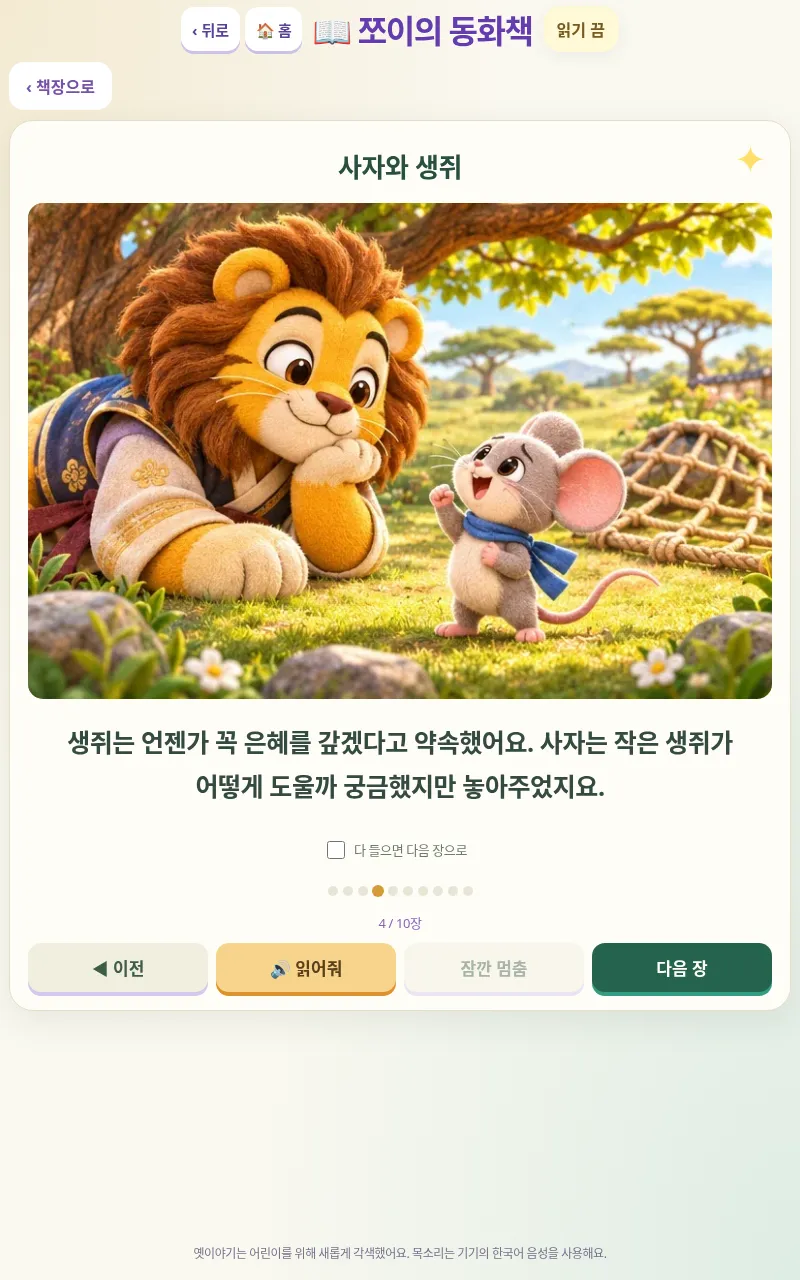 ‹ 뒤로
🏠 홈
📖 쪼이의 동화책
읽기 끔
‹ 책장으로
사자와 생쥐
생쥐는 언젠가 꼭 은혜를 갚겠다고 약속했어요. 사자는 작은 생쥐가
어떻게 도울까 궁금했지만 놓아주었지요.
다 들으면 다음 장으로
4 / 10장
◀ 이전
🔊 읽어줘
잠깐 멈춤
다음 장
옛이야기는 어린이를 위해 새롭게 각색했어요. 목소리는 기기의 한국어 음성을 사용해요.